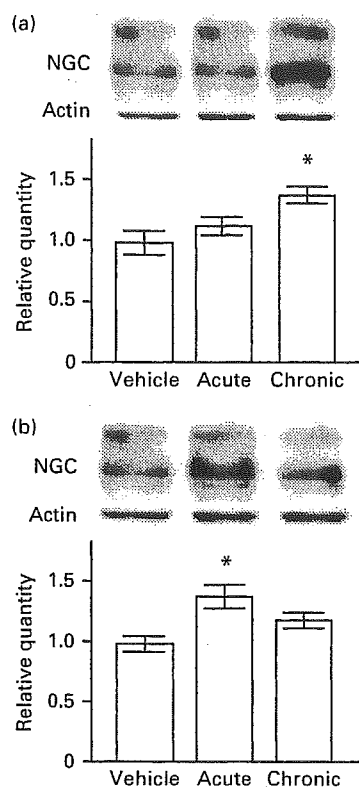 (a)
NGC
Actin
*
1.5
1.0
0.5
0
Relative quantity
Vehicle Acute Chronic
(b)
NGC
Actin
*
1.5
1.0
0.5
0
Relative quantity
Vehicle Acute Chronic